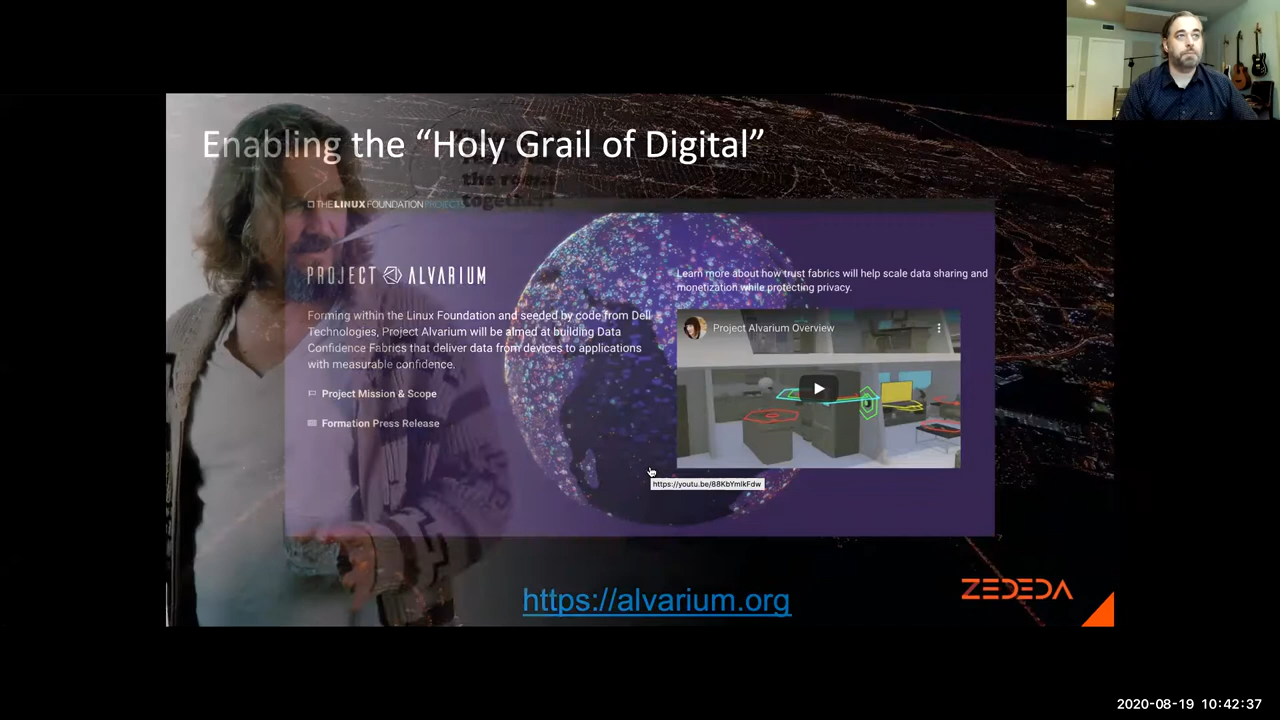 Enabling the “Holy Grail of Digital”
the
together!
THE LINUX FOUNDATION PROJECTS
PROJECT ALVARIUM
Forming within the Linux Foundation and seeded by code from Dell
Technologies, Project Alvarium will be aimed at building Data
Confidence Fabrics that deliver data from devices to applications
with measurable confidence.
Project Mission & Scope
Formation Press Release
Learn more about how trust fabrics will help scale data sharing and
monetization while protecting privacy.
Project Alvarium Overview
https://youtu.be/88KbYmIkFdw
https://alvarium.org
ZEDEDA
2020-08-19 10:42:37